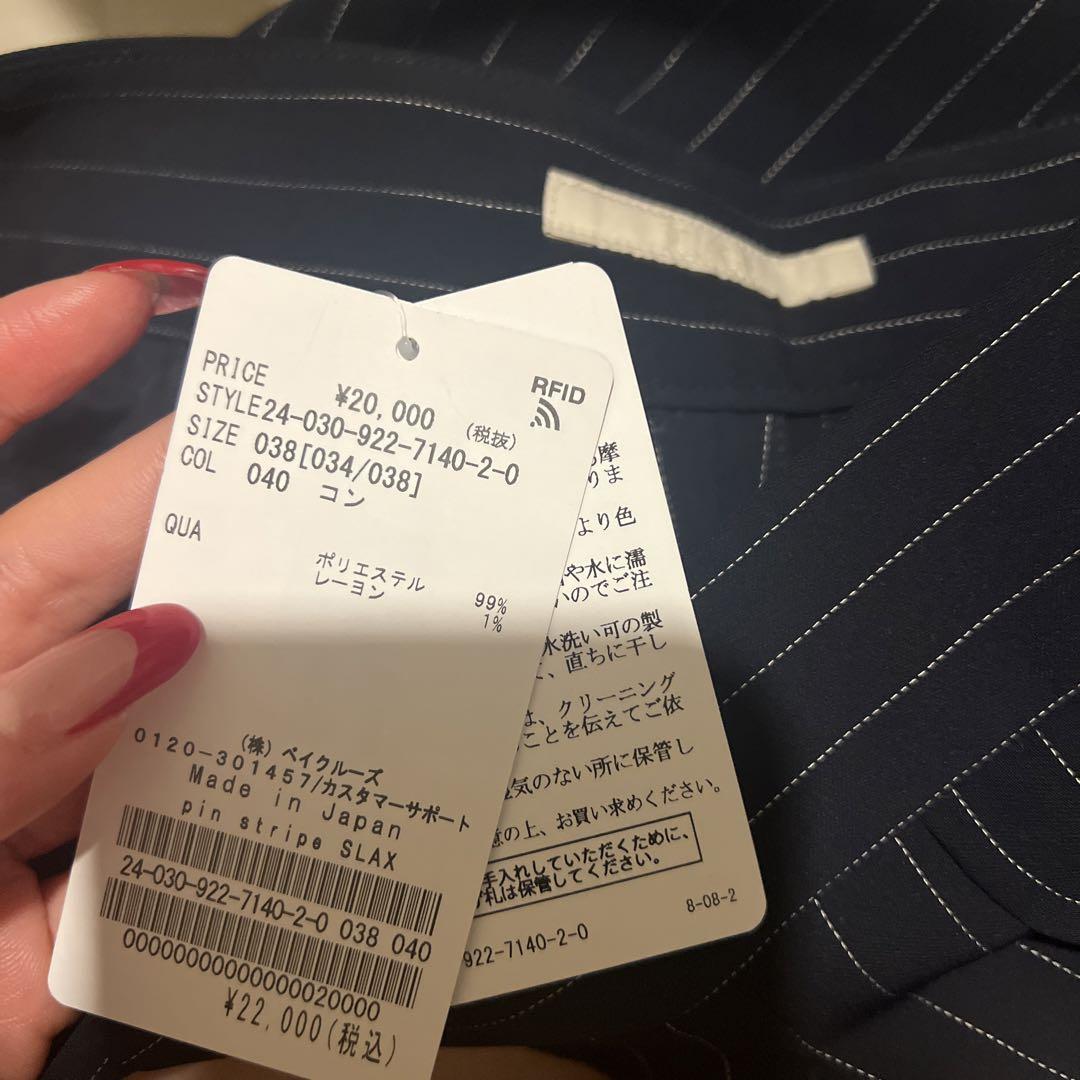 PRICE ¥20,000 (税抜)
STYLE24-030-922-7140-2-0
SIZE 038[034/038]
COL 040 コン
QUA
ポリエステル 99%
レーヨン 1%
(株) ベイクルーズ
0120-301457/カスタマーサポート
Made in Japan
pin stripe SLAX
24-030-922-7140-2-0 038 040
00000000000000020000
¥22,000(税込)
RFID
摩
りま
より色
や水に濡
いのでご注
水洗い可の製
、直ちに干し
、クリーニング
ことを伝えてご依
気のない所に保管し
意の上、お買い求めください。
手入れしていただくために、
札は保管してください。
922-7140-2-0
8-08-2